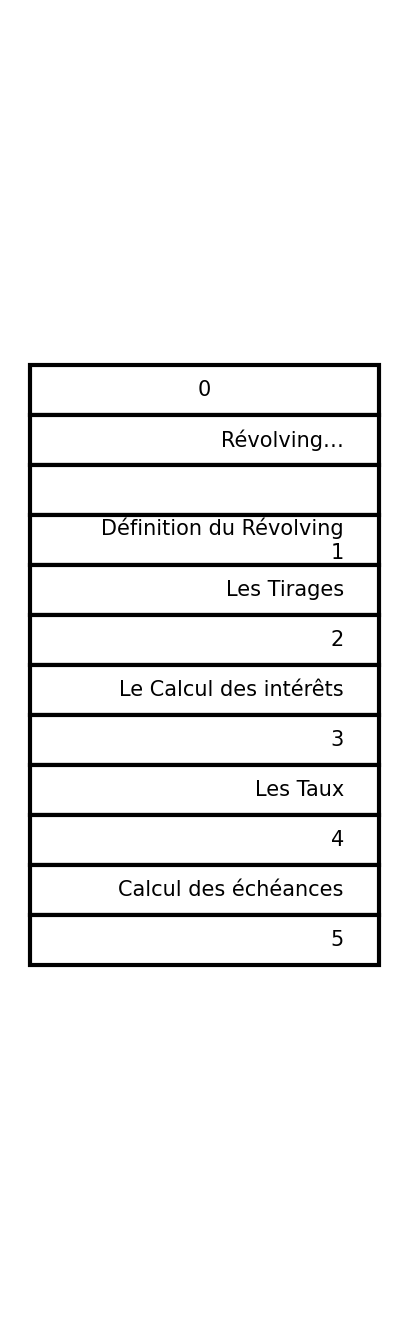 0
Révolving...
Définition du Révolving
1
Les Tirages
2
Le Calcul des intérêts
3
Les Taux
4
Calcul des échéances
5